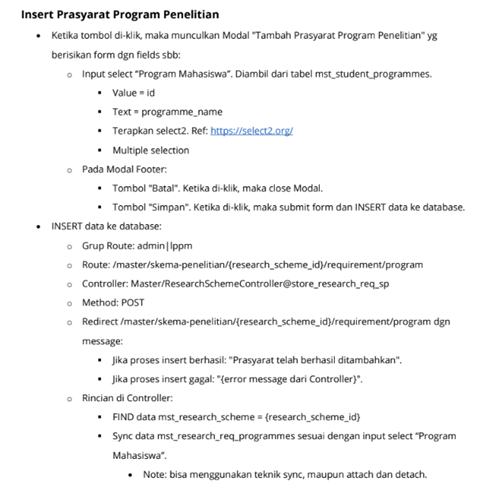 Insert Prasyarat Program Penelitian
• Ketika tombol di-klik, maka munculkan Modal "Tambah Prasyarat Program Penelitian" yg
berisikan form dgn fields sbb:
o Input select "Program Mahasiswa". Diambil dari tabel mst_student_programmes.
▪ Value = id
▪ Text = programme_name
▪ Terapkan select2. Ref: https://select2.org/
▪ Multiple selection
o Pada Modal Footer:
▪ Tombol "Batal". Ketika di-klik, maka close Modal.
▪ Tombol "Simpan". Ketika di-klik, maka submit form dan INSERT data ke database.
• INSERT data ke database:
o Grup Route: admin|lppm
o Route: /master/skema-penelitian/{research_scheme_id}/requirement/program
o Controller: Master/ResearchSchemeController@store_research_req_sp
o Method: POST
o Redirect /master/skema-penelitian/{research_scheme_id}/requirement/program dgn
message:
▪ Jika proses insert berhasil: "Prasyarat telah berhasil ditambahkan".
▪ Jika proses insert gagal: "{error message dari Controller}".
o Rincian di Controller:
▪ FIND data mst_research_scheme = {research_scheme_id}
▪ Sync data mst_research_req_programmes sesuai dengan input select "Program
Mahasiswa".
• Note: bisa menggunakan teknik sync, maupun attach dan detach.